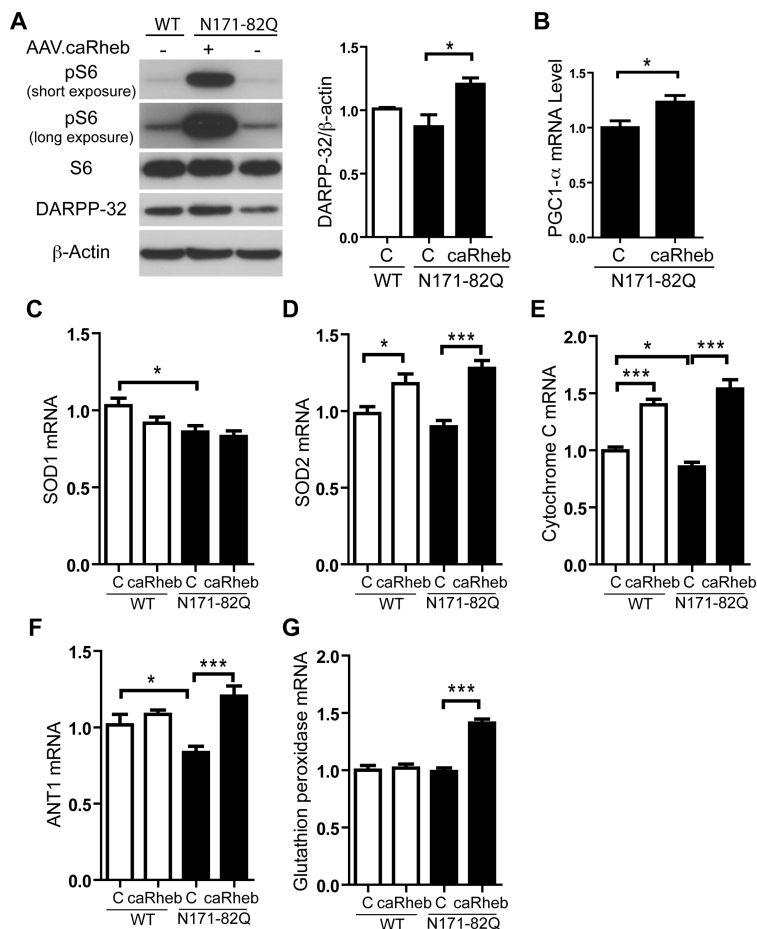 A
WT N171-82Q
AAV.caRheb - + -
pS6
(short exposure)
pS6
(long exposure)
S6
DARPP-32
β-Actin
DARPP-32/β-actin
1.5
1.0
0.5
0.0
*
C C caRheb
WT N171-82Q
B
PGC1-α mRNA Level
1.5
1.0
1.5
0.0
*
C caRheb
N171-82Q
C
SOD1 mRNA
1.5
1.0
0.5
0.0
*
C caRheb C caRheb
WT N171-82Q
D
SOD2 mRNA
1.5
1.0
0.5
0.0
* ***
C caRheb C caRheb
WT N171-82Q
E
Cytochrome C mRNA
2.0
1.5
1.0
0.5
0.0
*
*** ***
C caRheb C caRheb
WT N171-82Q
F
ANT1 mRNA
1.5
1.0
0.5
0.0
* ***
C caRheb C caRheb
WT N171-82Q
G
Glutathion peroxidase mRNA
2.0
1.5
1.0
0.5
0.0
***
C caRheb C caRheb
WT N171-82Q